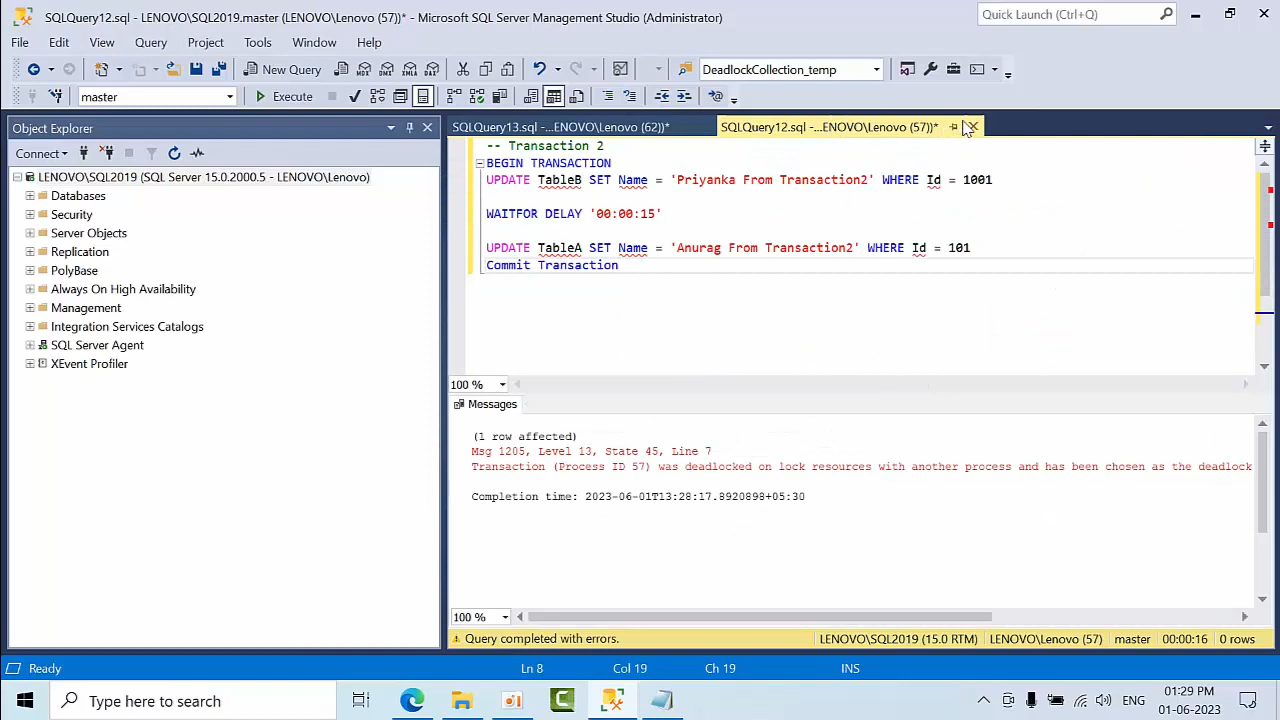 SQLQuery12.sql - LENOVO\SQL2019.master (LENOVO\Lenovo (57))* - Microsoft SQL Server Management Studio (Administrator)
Quick Launch (Ctrl+Q)
File Edit View Query Project Tools Window Help
New Query MDX DMX XMLA DAX DeadlockCollection_temp
master Execute
Object Explorer
SQLQuery13.sql -...ENOVO\Lenovo (62))* SQLQuery12.sql -...ENOVO\Lenovo (57))*
Connect
LENOVO\SQL2019 (SQL Server 15.0.2000.5 - LENOVO\Lenovo)
Databases
Security
Server Objects
Replication
PolyBase
Always On High Availability
Management
Integration Services Catalogs
SQL Server Agent
XEvent Profiler
-- Transaction 2
BEGIN TRANSACTION
UPDATE TableB SET Name = 'Priyanka From Transaction2' WHERE Id = 1001
WAITFOR DELAY '00:00:15'
UPDATE TableA SET Name = 'Anurag From Transaction2' WHERE Id = 101
Commit Transaction
100 %
Messages
(1 row affected)
Msg 1205, Level 13, State 45, Line 7
Transaction (Process ID 57) was deadlocked on lock resources with another process and has been chosen as the deadlock
Completion time: 2023-06-01T13:28:17.8920898+05:30
100 %
Query completed with errors. LENOVO\SQL2019 (15.0 RTM) LENOVO\Lenovo (57) master 00:00:16 0 rows
Ready Ln 8 Col 19 Ch 19 INS
Type here to search
ENG
01:29 PM
01-06-2023